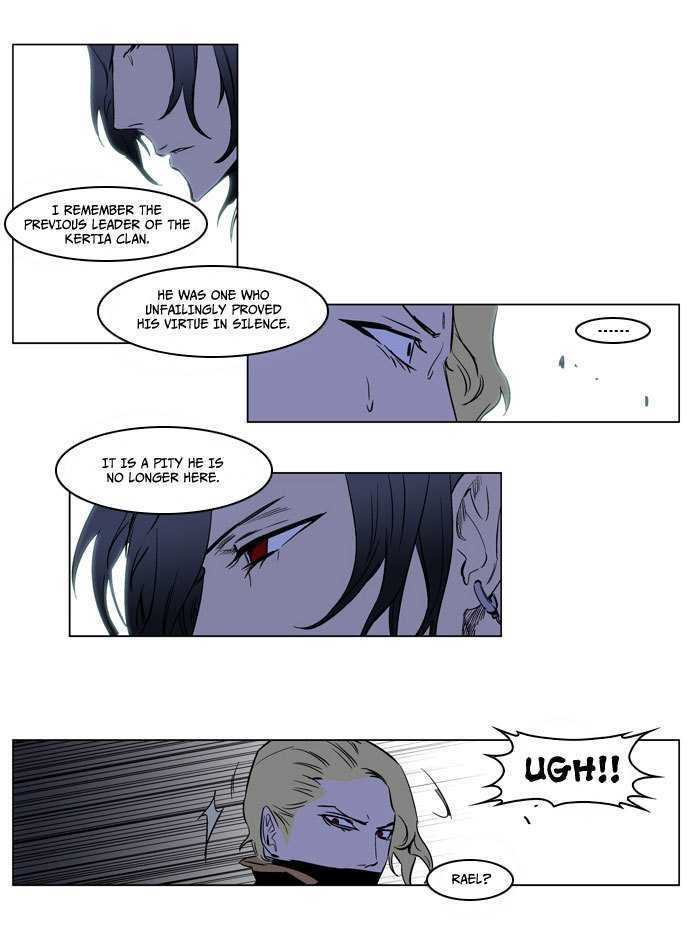 I REMEMBER THE
PREVIOUS LEADER OF THE
KERTIA CLAN.
HE WAS ONE WHO
UNFAILINGLY PROVED
HIS VIRTUE IN SILENCE.
------
IT IS A PITY HE IS
NO LONGER HERE.
UGH!!
RAEL?